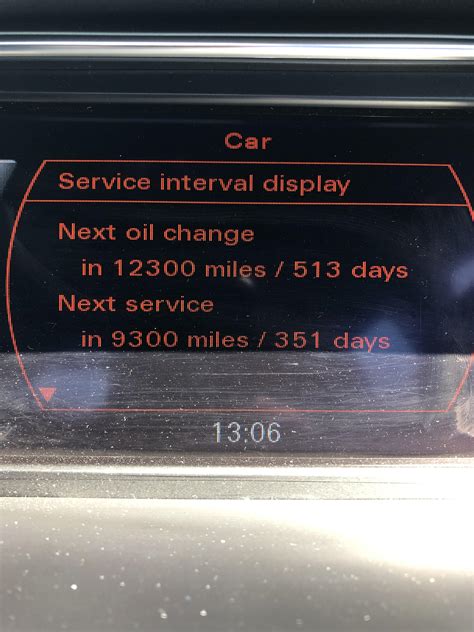 Car
Service interval display
Next oil change
in 12300 miles / 513 days
Next service
in 9300 miles / 351 days
13:06